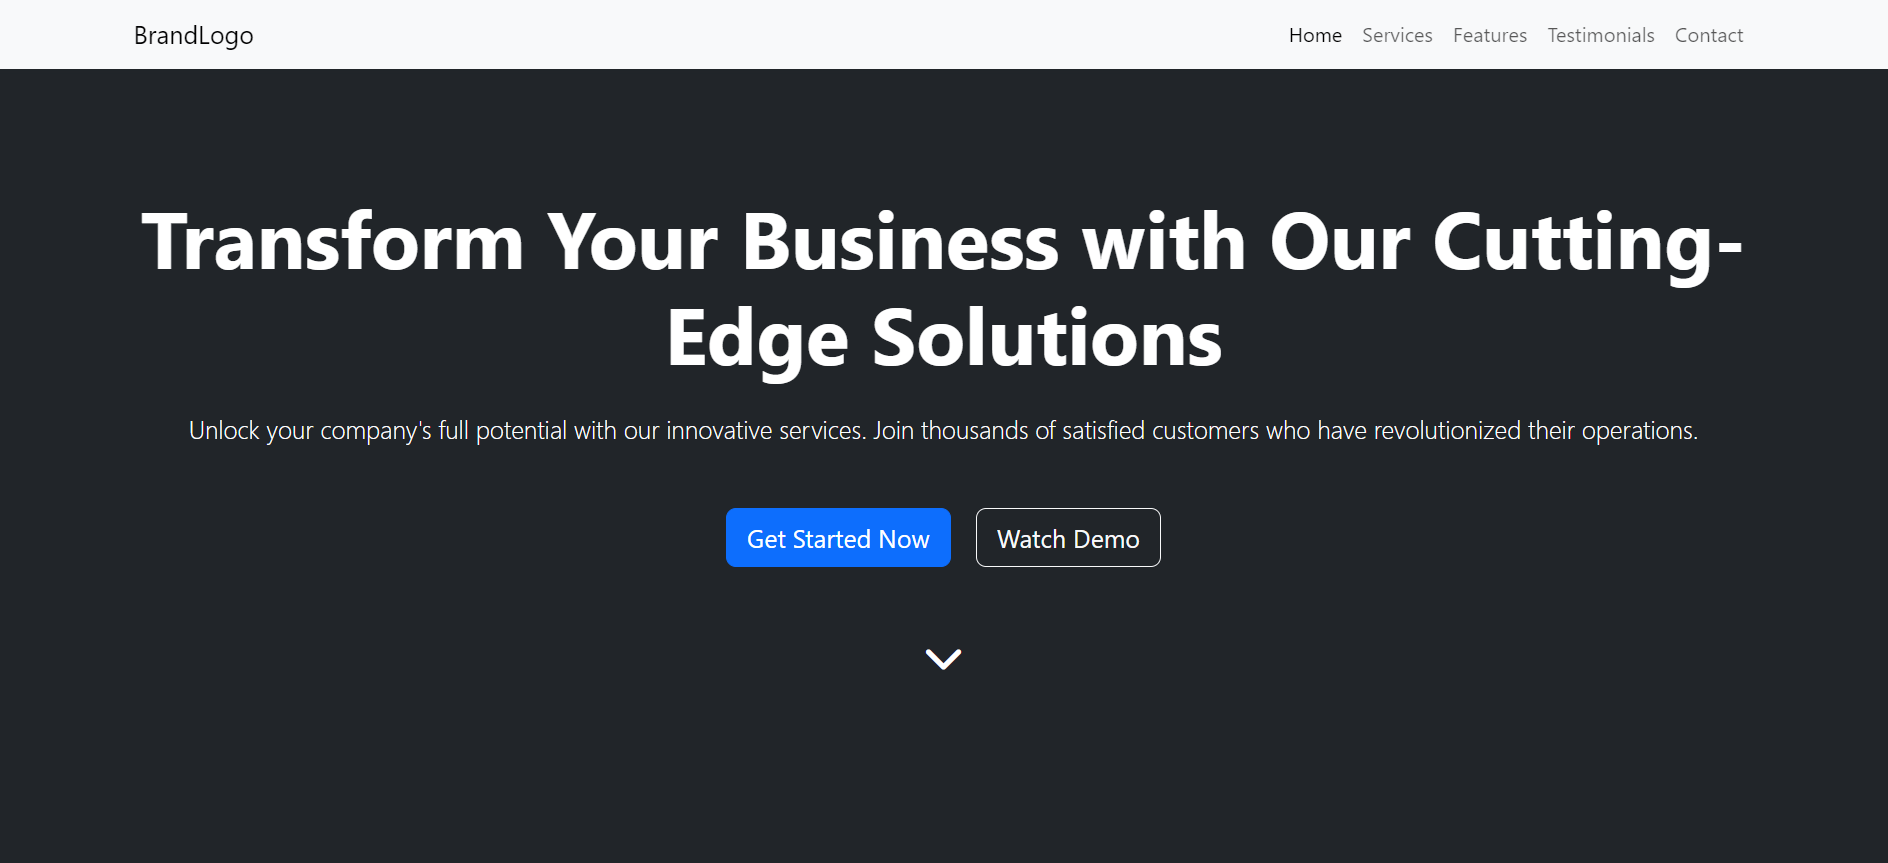 BrandLogo
Home Services Features Testimonials Contact
Transform Your Business with Our Cutting-
Edge Solutions
Unlock your company's full potential with our innovative services. Join thousands of satisfied customers who have revolutionized their operations.
Get Started Now
Watch Demo